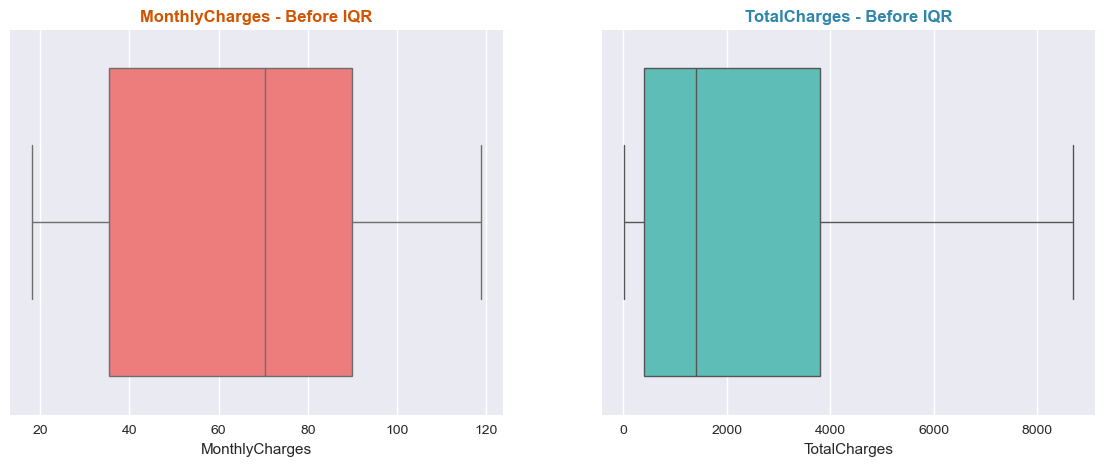 MonthlyCharges - Before IQR
20 40 60 80 100 120
MonthlyCharges
TotalCharges - Before IQR
0 2000 4000 6000 8000
TotalCharges